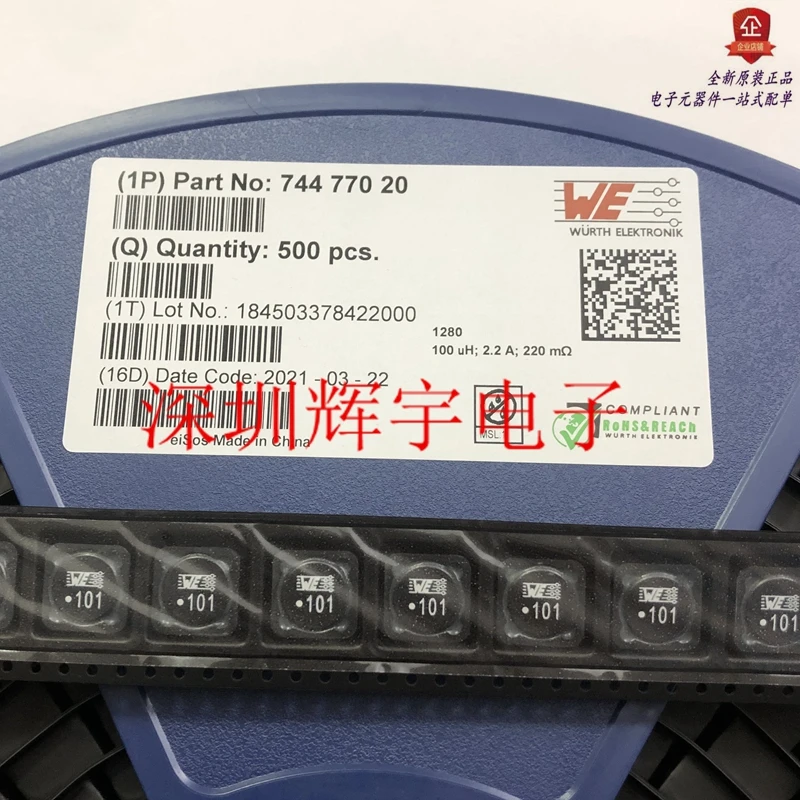 企
企业店铺
全新原装正品
电子元器件一站式配单
(1P) Part No: 744 770 20
WE
WÜRTH ELEKTRONIK
(Q) Quantity: 500 pcs.
(1T) Lot No.: 184503378422000
1280
100 uH; 2.2 A; 220 mΩ
(16D) Date Code: 2021 - 03 - 22
深圳辉宇电子
eiSos Made in China
MSL
COMPLIANT
RoHS&REACh
WÜRTH ELEKTRONIK
WE
101
WE
101
WE
101
WE
101
WE
101
WE
101
WE
101